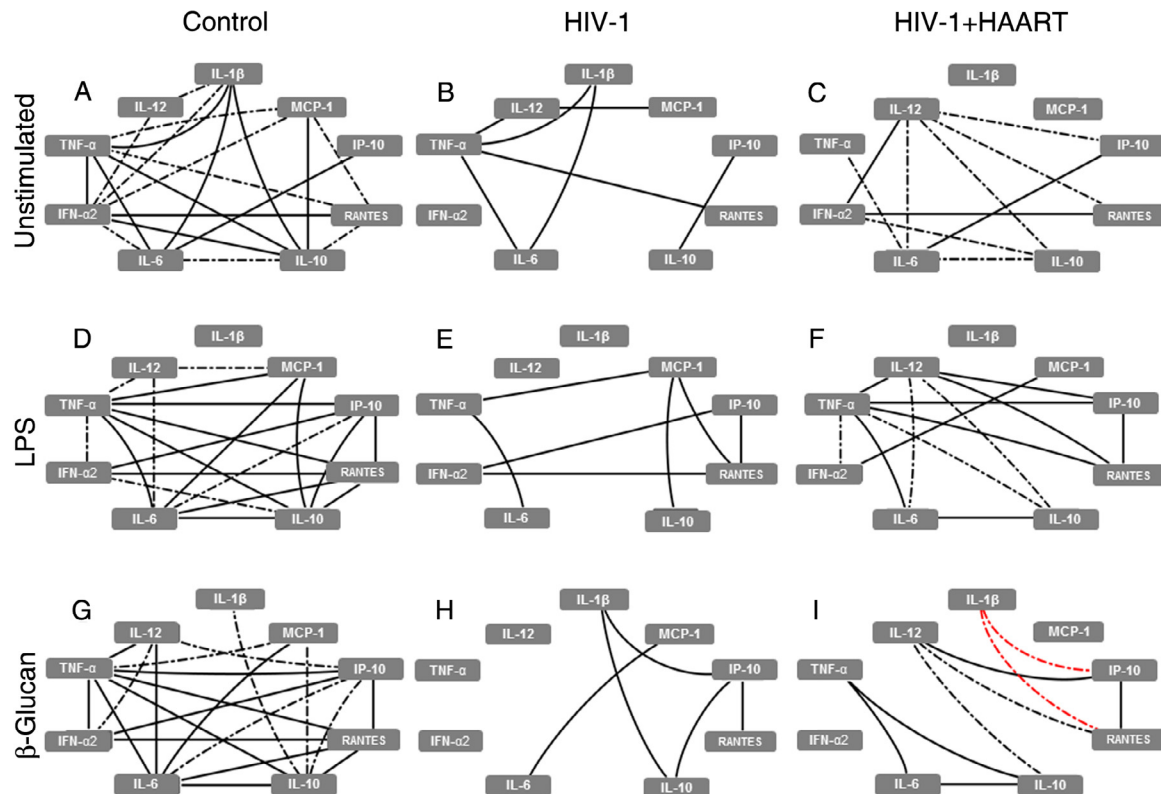 Control HIV-1 HIV-1+HAART
Unstimulated
A
IL-1β
IL-12
MCP-1
TNF-α
IP-10
IFN-α2
RANTES
IL-6
IL-10
B
IL-1β
IL-12
MCP-1
TNF-α
IP-10
IFN-α2
RANTES
IL-6
IL-10
C
IL-1β
IL-12
MCP-1
TNF-α
IP-10
IFN-α2
RANTES
IL-6
IL-10
LPS
D
IL-1β
IL-12
MCP-1
TNF-α
IP-10
IFN-α2
RANTES
IL-6
IL-10
E
IL-1β
IL-12
MCP-1
TNF-α
IP-10
IFN-α2
RANTES
IL-6
IL-10
F
IL-1β
IL-12
MCP-1
TNF-α
IP-10
IFN-α2
RANTES
IL-6
IL-10
β-Glucan
G
IL-1β
IL-12
MCP-1
TNF-α
IP-10
IFN-α2
RANTES
IL-6
IL-10
H
IL-1β
IL-12
MCP-1
TNF-α
IP-10
IFN-α2
RANTES
IL-6
IL-10
I
IL-1β
IL-12
MCP-1
TNF-α
IP-10
IFN-α2
RANTES
IL-6
IL-10